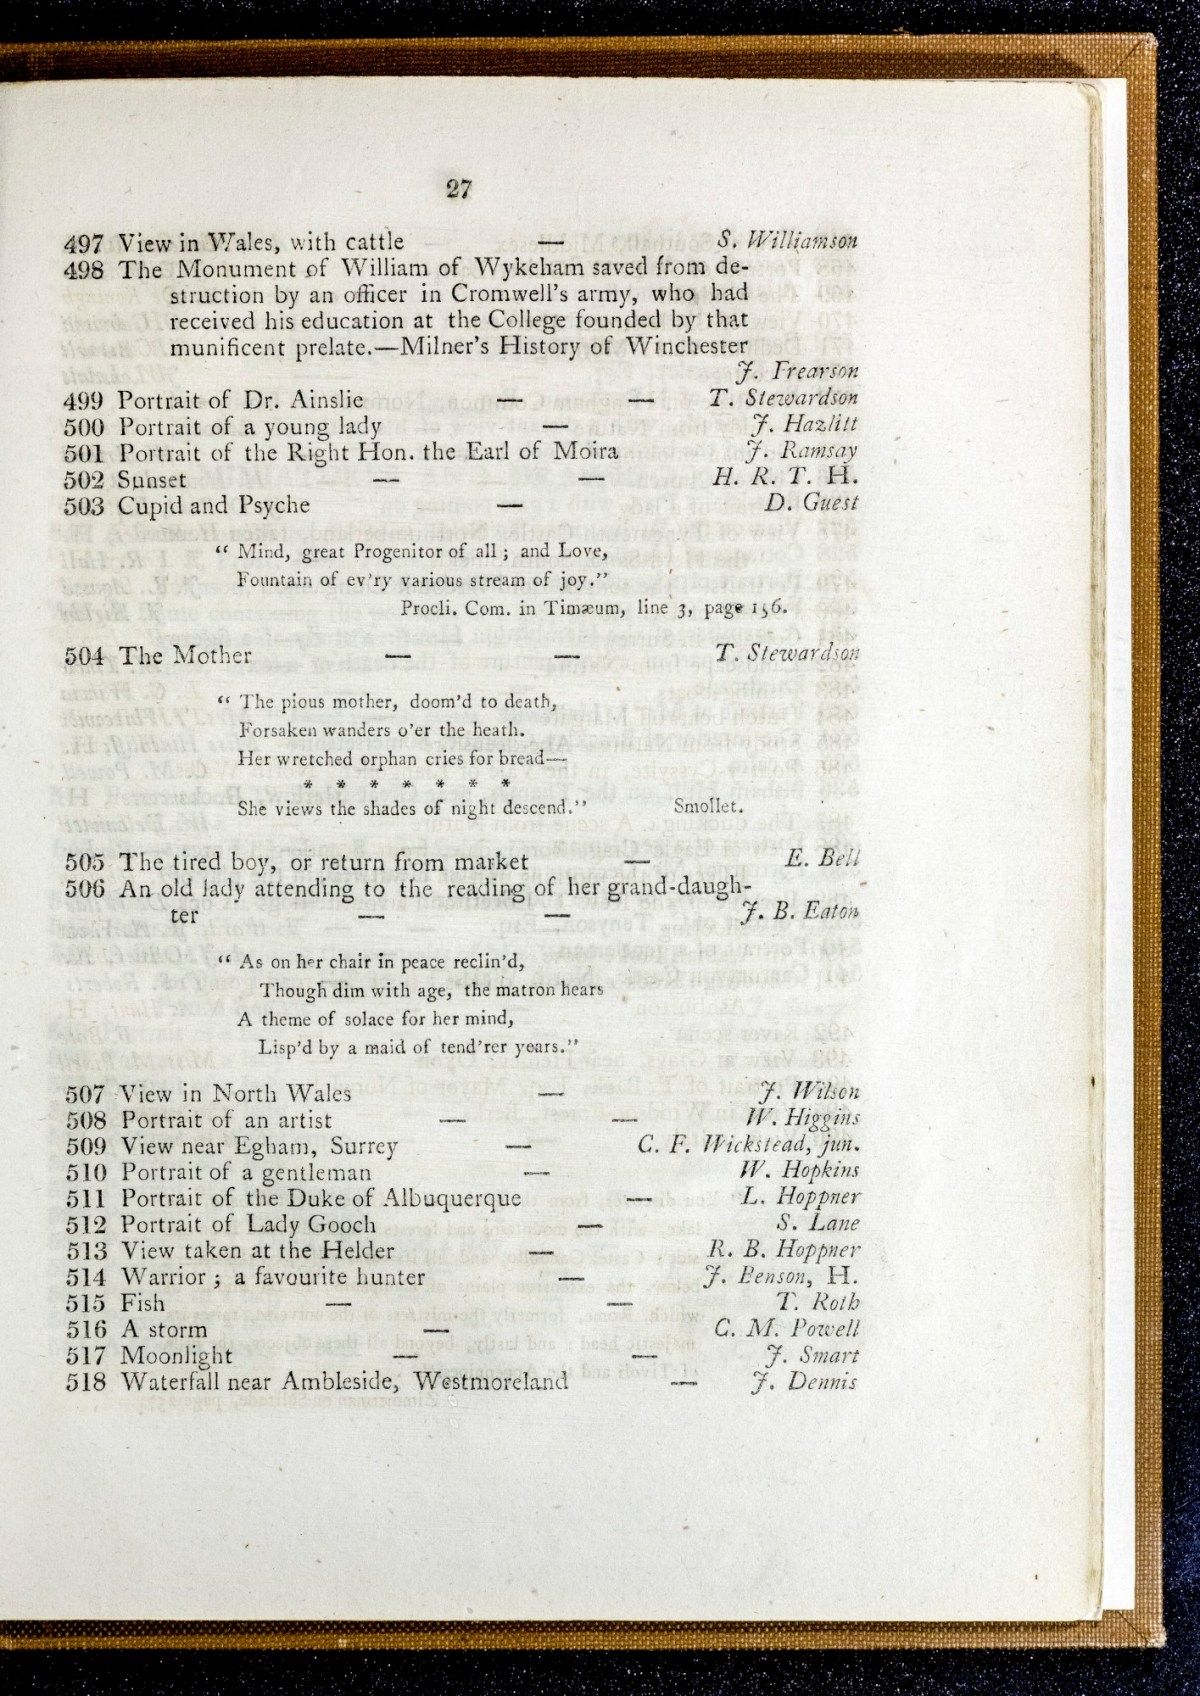 27
497 View in Wales, with cattle — S. Williamson
498 The Monument of William of Wykeham saved from de-
struction by an officer in Cromwell's army, who had
received his education at the College founded by that
munificent prelate.—Milner's History of Winchester
J. Frearson
499 Portrait of Dr. Ainslie — — T. Stewardson
500 Portrait of a young lady — J. Hazlitt
501 Portrait of the Right Hon. the Earl of Moira J. Ramsay
502 Sunset — — H. R. T. H.
503 Cupid and Psyche — D. Guest
“ Mind, great Progenitor of all ; and Love,
Fountain of ev'ry various stream of joy.”
Procli. Com. in Timæum, line 3, page 156.
504 The Mother — — T. Stewardson
“ The pious mother, doom'd to death,
Forsaken wanders o'er the heath.
Her wretched orphan cries for bread—
* * * * * * *
She views the shades of night descend.” Smollet.
505 The tired boy, or return from market — E. Bell
506 An old lady attending to the reading of her grand-daugh-
ter — — J. B. Eaton
“ As on her chair in peace reclin'd,
Though dim with age, the matron hears
A theme of solace for her mind,
Lisp'd by a maid of tend'rer years.”
507 View in North Wales — J. Wilson
508 Portrait of an artist — — W. Higgins
509 View near Egham, Surrey — C. F. Wickstead, jun.
510 Portrait of a gentleman — W. Hopkins
511 Portrait of the Duke of Albuquerque — L. Hoppner
512 Portrait of Lady Gooch — S. Lane
513 View taken at the Helder — R. B. Hoppner
514 Warrior ; a favourite hunter — J. Benson, H.
515 Fish — — T. Roth
516 A storm — C. M. Powell
517 Moonlight — — J. Smart
518 Waterfall near Ambleside, Westmoreland — J. Dennis